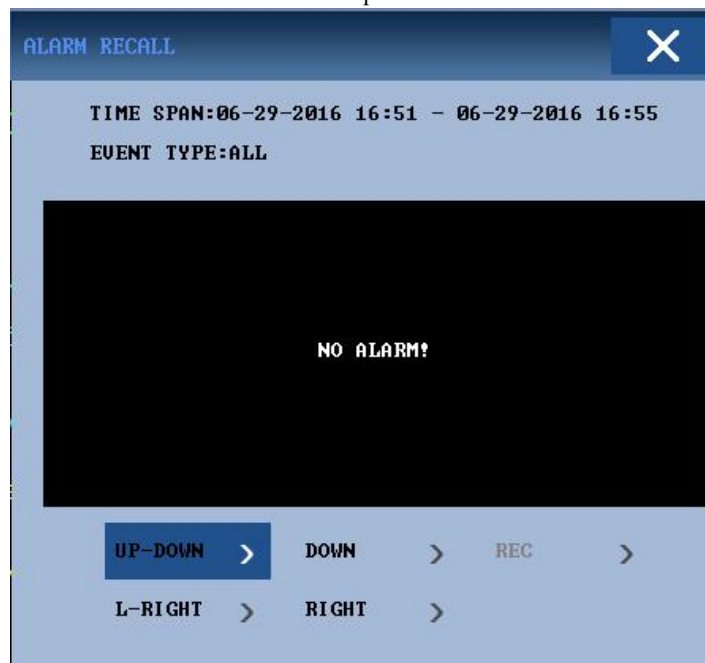 ALARM RECALL
TIME SPAN:06-29-2016 16:51 - 06-29-2016 16:55
EVENT TYPE:ALL
NO ALARM!
UP-DOWN DOWN REC
L-RIGHT RIGHT